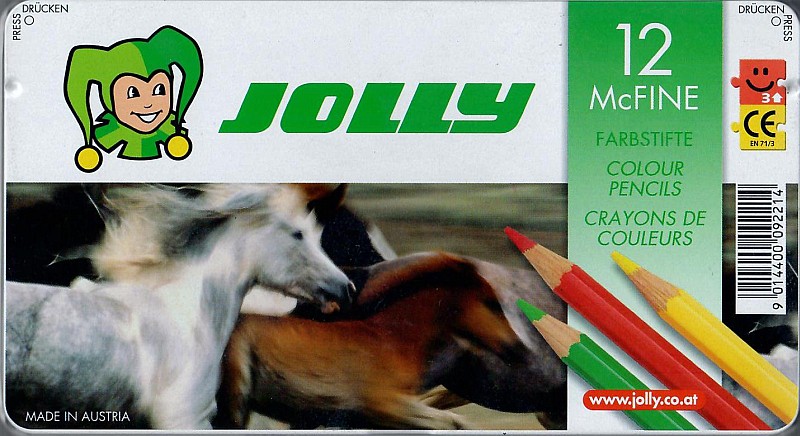 DRÜCKEN
PRESS
JOLLY
12
McFINE
FARBSTIFTE
COLOUR
PENCILS
CRAYONS DE
COULEURS
DRÜCKEN
PRESS
3
CE
EN 71/3
9 014400 092214
MADE IN AUSTRIA
www.jolly.co.at